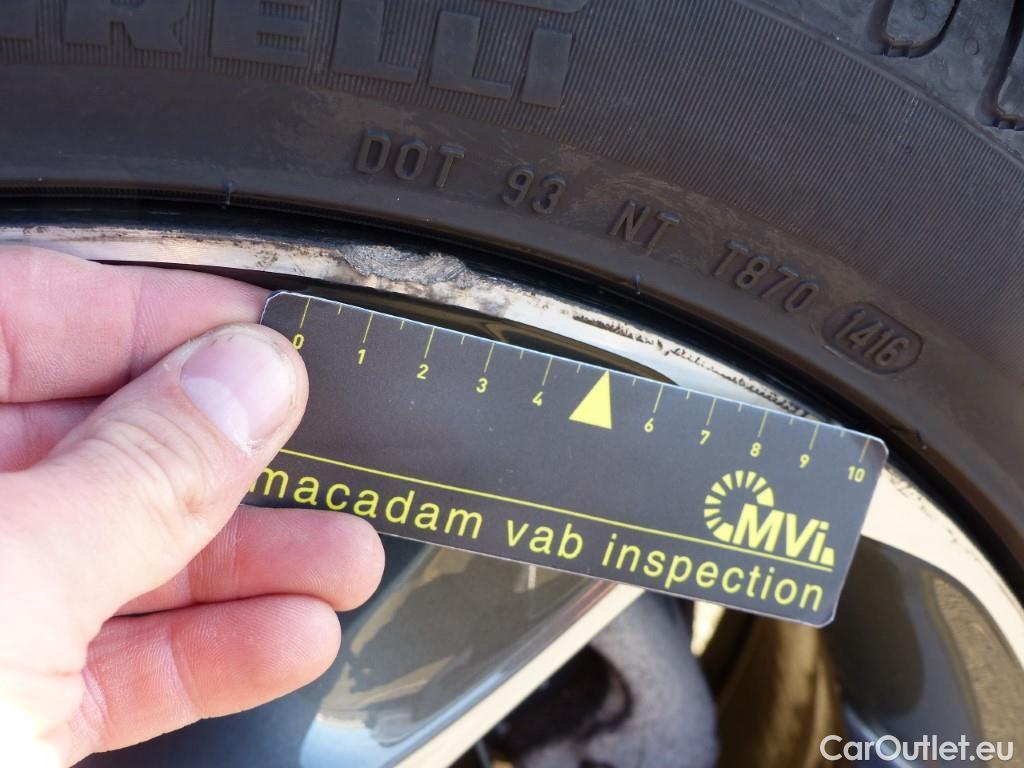 IRELLI
DOT 93 NT T870 1416
0 1 2 3 4 6 7 8 9 10
MVi
macadam vab inspection
CarOutlet.eu